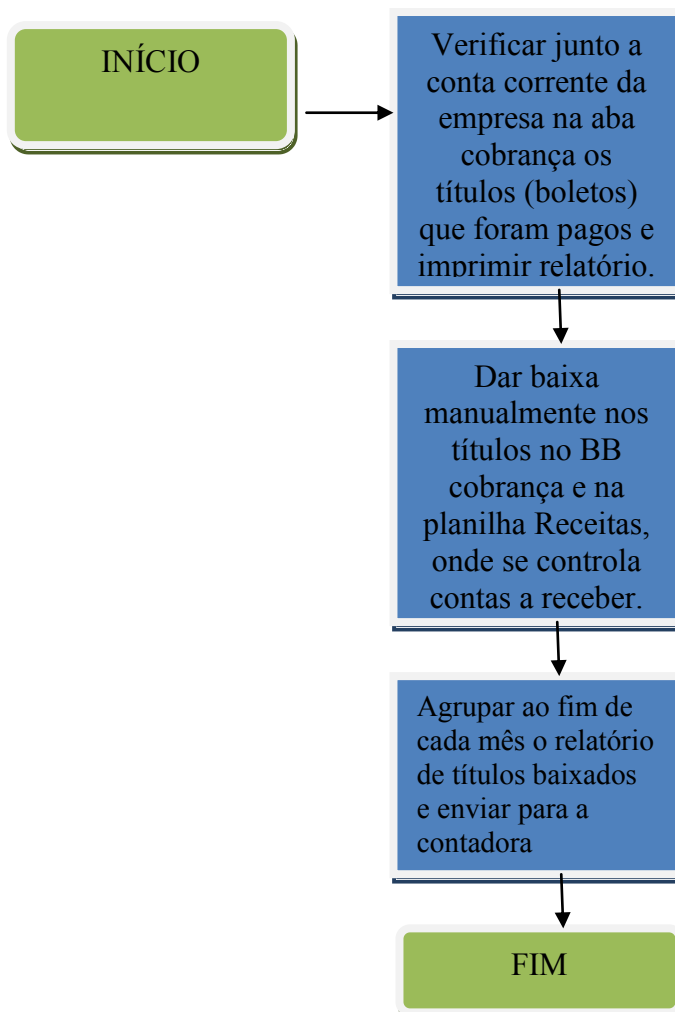 INÍCIO
Verificar junto a
conta corrente da
empresa na aba
cobrança os
títulos (boletos)
que foram pagos e
imprimir relatório.
Dar baixa
manualmente nos
títulos no BB
cobrança e na
planilha Receitas,
onde se controla
contas a receber.
Agrupar ao fim de
cada mês o relatório
de títulos baixados
e enviar para a
contadora
FIM